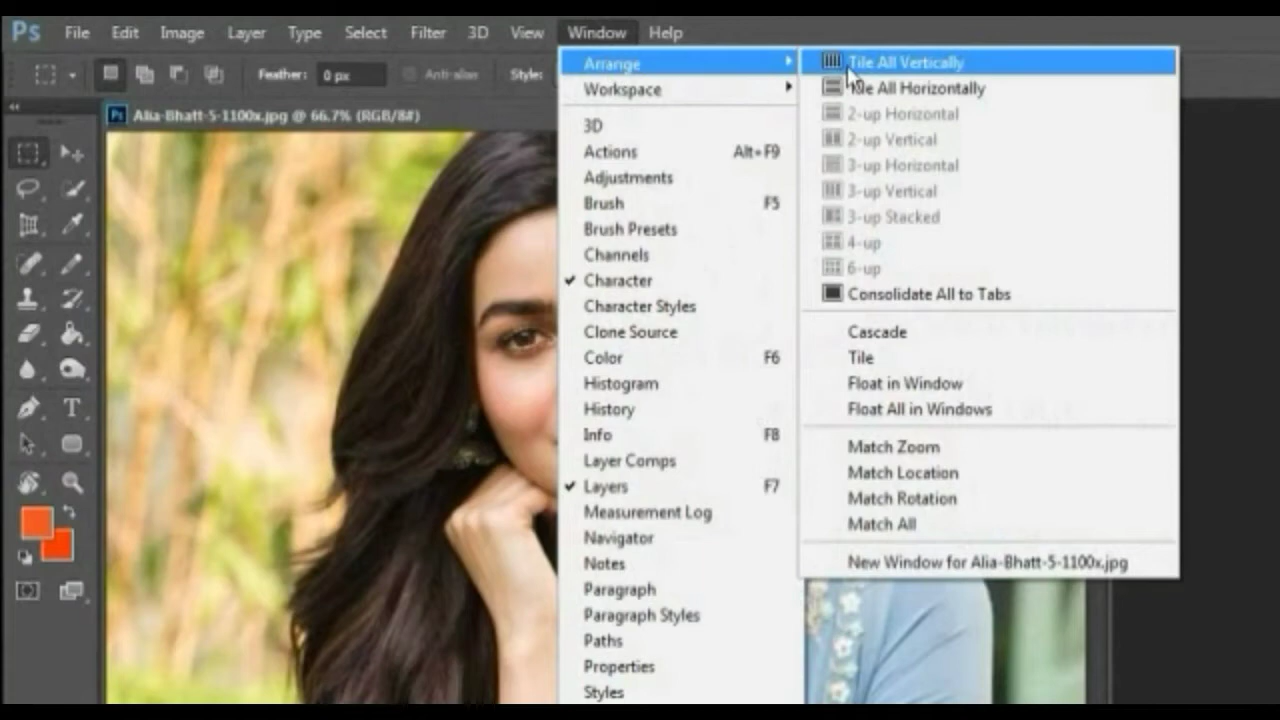 Ps File Edit Image Layer Type Select Filter 3D View Window Help
Feather: 0 px Anti-alias Style:
Alia-Bhatt-5-1100x.jpg @ 66.7% (RGB/8#)
Arrange
Workspace
3D
Actions Alt+F9
Adjustments
Brush F5
Brush Presets
Channels
Character
Character Styles
Clone Source
Color F6
Histogram
History
Info F8
Layer Comps
Layers F7
Measurement Log
Navigator
Notes
Paragraph
Paragraph Styles
Paths
Properties
Styles
Tile All Vertically
Tile All Horizontally
2-up Horizontal
2-up Vertical
3-up Horizontal
3-up Vertical
3-up Stacked
4-up
6-up
Consolidate All to Tabs
Cascade
Tile
Float in Window
Float All in Windows
Match Zoom
Match Location
Match Rotation
Match All
New Window for Alia-Bhatt-5-1100x.jpg